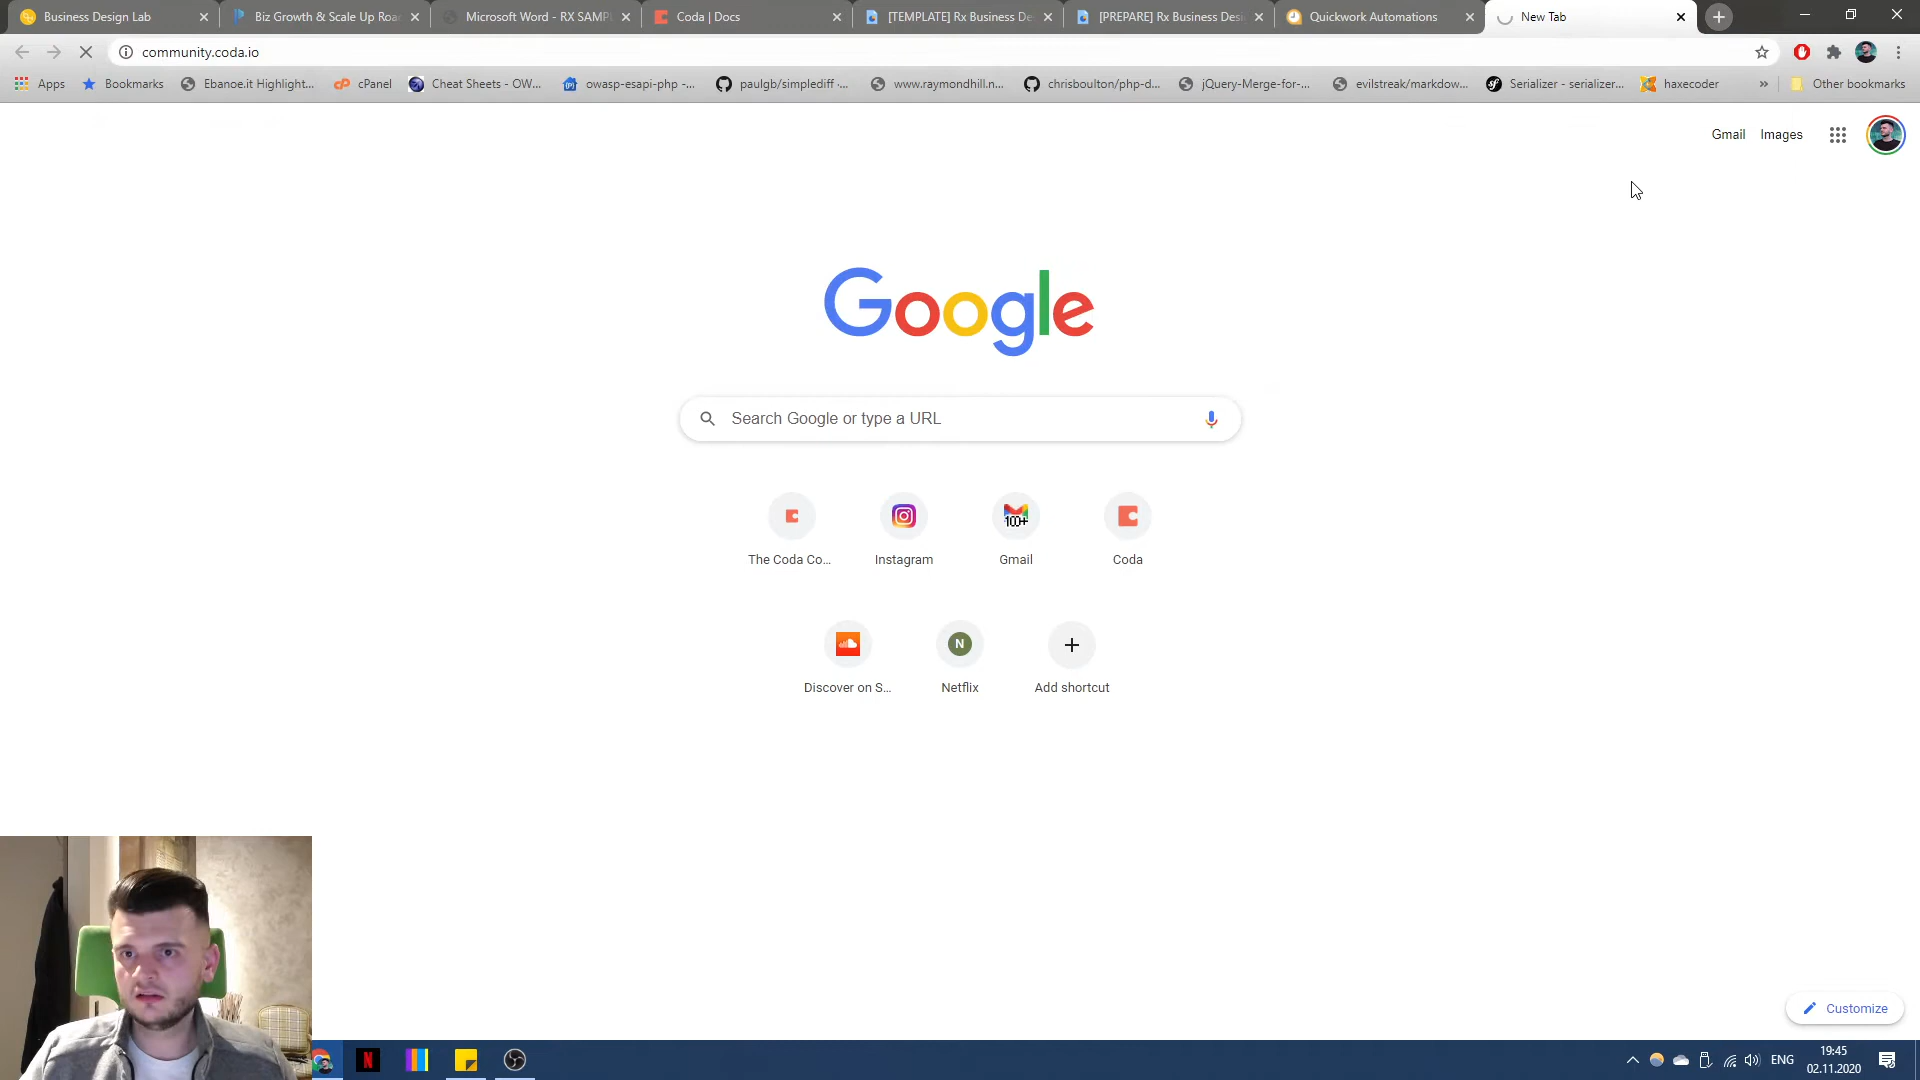 Business Design Lab
Biz Growth & Scale Up Roa
Microsoft Word - RX SAMPL
Coda | Docs
[TEMPLATE] Rx Business De
[PREPARE] Rx Business Desi
Quickwork Automations
New Tab
community.coda.io
Apps
Bookmarks
Ebanoe.it Highlight...
cPanel
Cheat Sheets - OW...
owasp-esapi-php -...
paulgb/simplediff ·...
www.raymondhill.n...
chrisboulton/php-d...
jQuery-Merge-for-...
evilstreak/markdow...
Serializer - serializer...
haxecoder
»
Other bookmarks
Gmail
Images
Google
Search Google or type a URL
100+
The Coda Co...
Instagram
Gmail
Coda
N
Discover on S...
Netflix
Add shortcut
Customize
N
ENG
19:45
02.11.2020